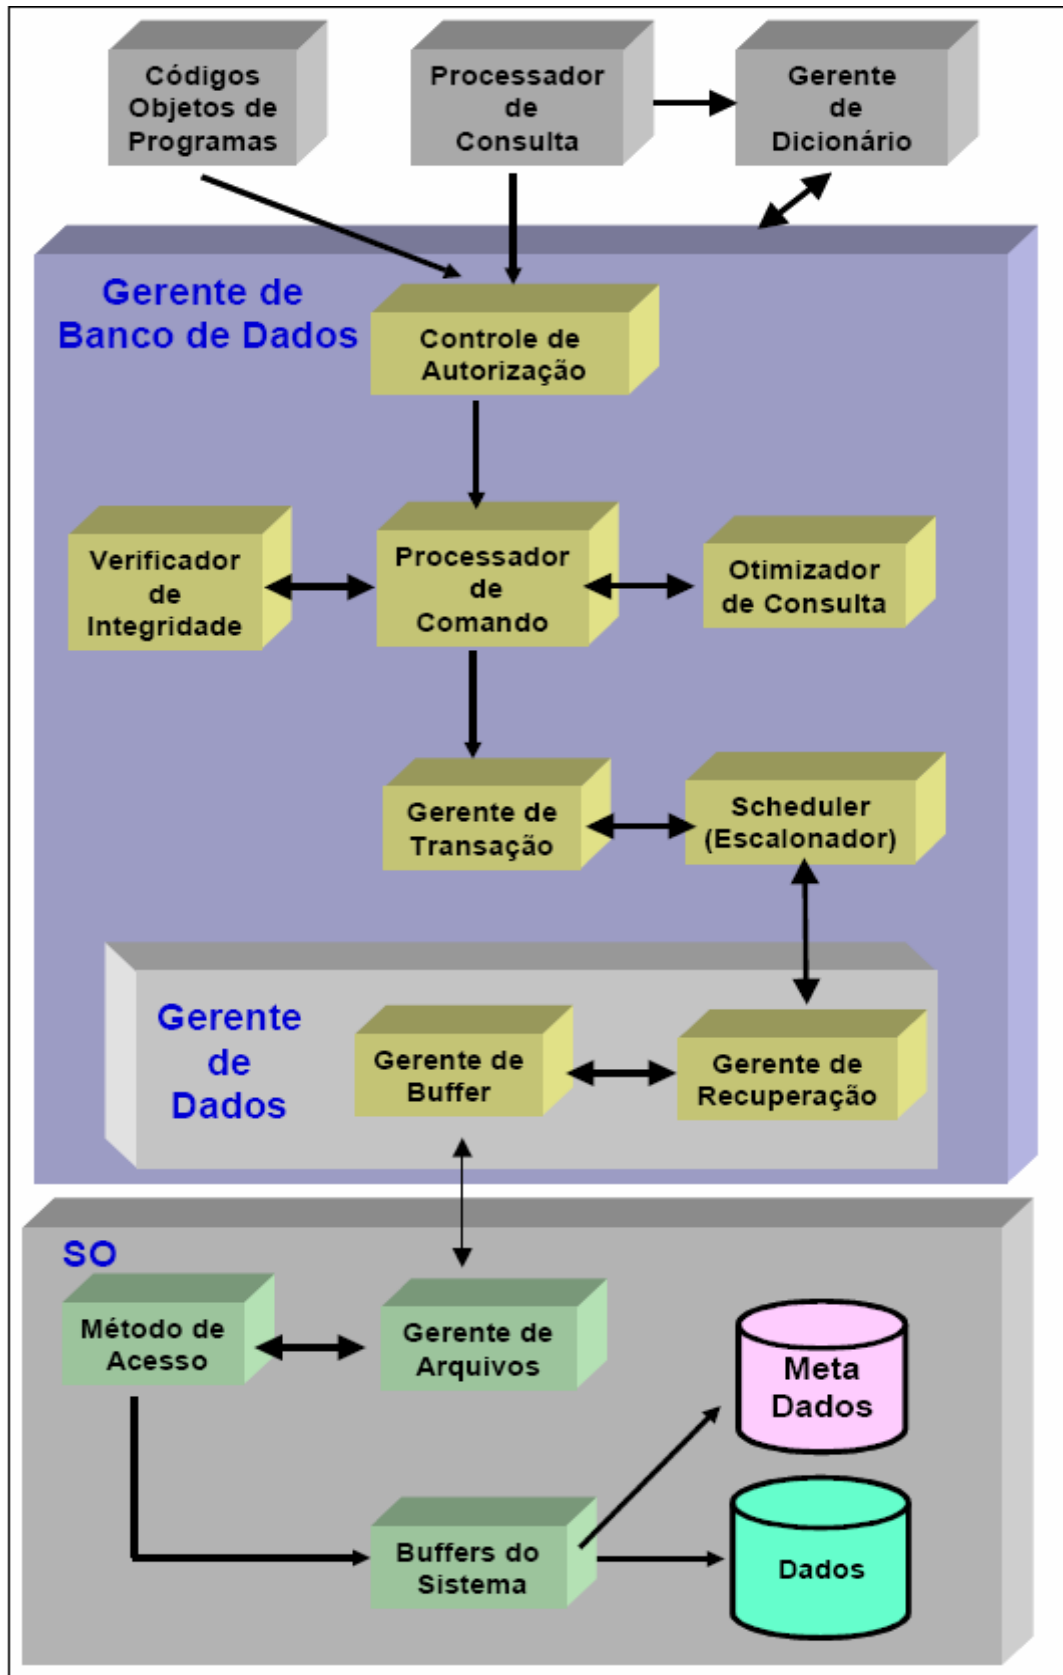 Códigos
Objetos de
Programas
Processador
de
Consulta
Gerente
de
Dicionário
Gerente de
Banco de Dados
Controle de
Autorização
Verificador
de
Integridade
Processador
de
Comando
Otimizador
de Consulta
Gerente de
Transação
Scheduler
(Escalonador)
Gerente
de
Dados
Gerente de
Buffer
Gerente de
Recuperação
SO
Método de
Acesso
Gerente de
Arquivos
Meta
Dados
Buffers do
Sistema
Dados